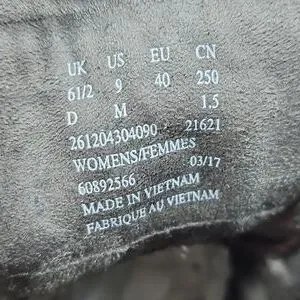 UK US EU CN
61/2 9 40 250
D M 1.5
261204304090 21621
WOMENS/FEMMES
60892566 03/17
MADE IN VIETNAM
FABRIQUE AU VIETNAM